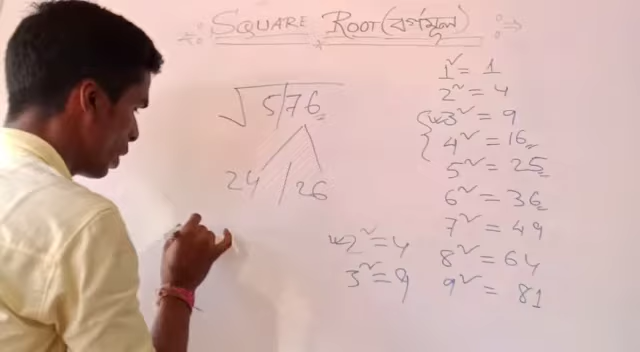 SQUARE ROOT (বর্গমূল)
√5/76
24 / 26
2² = 4
3² = 9
1² = 1
2² = 4
3² = 9
4² = 16
5² = 25
6² = 36
7² = 49
8² = 64
9² = 81